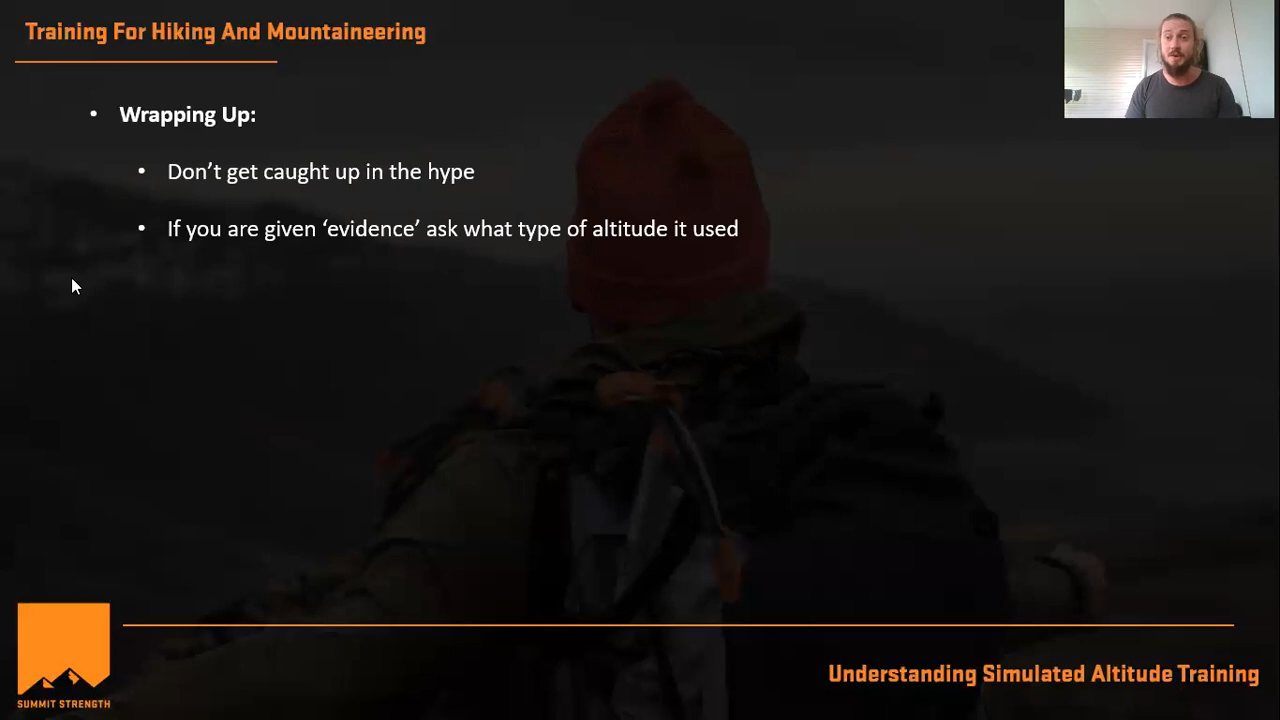 Training For Hiking And Mountaineering
• Wrapping Up:
• Don’t get caught up in the hype
• If you are given ‘evidence’ ask what type of altitude it used
SUMMIT STRENGTH
Understanding Simulated Altitude Training